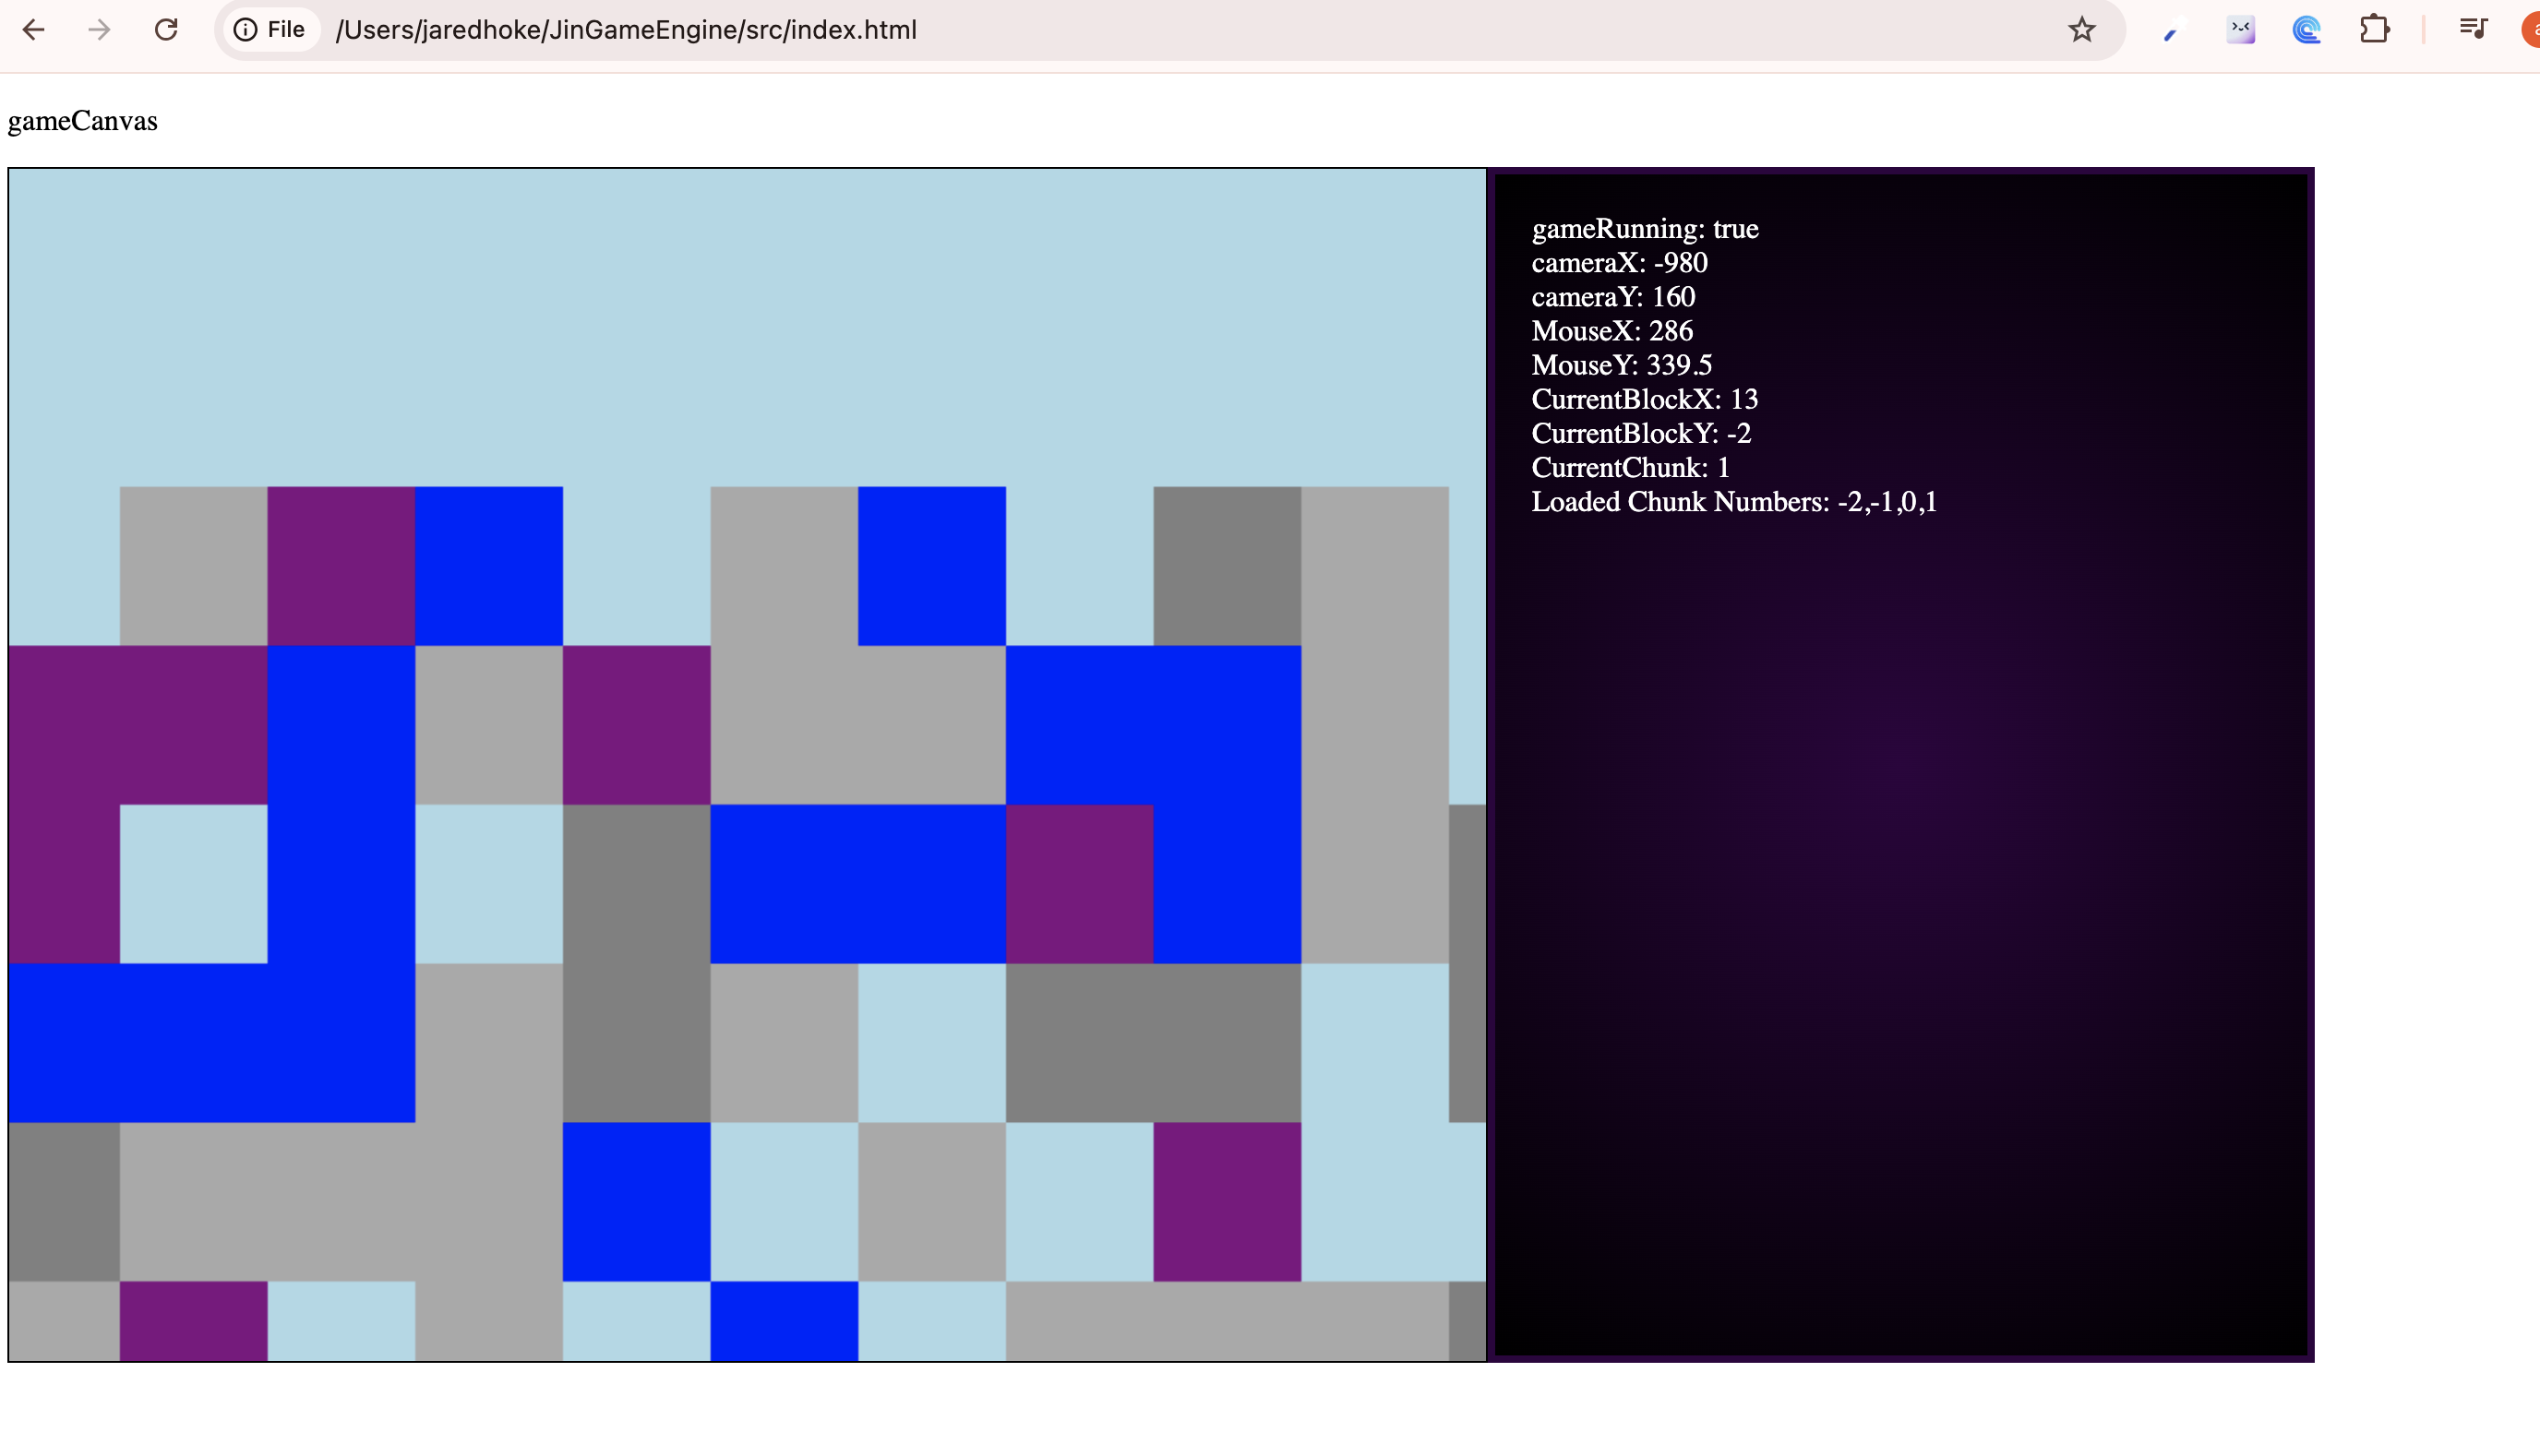 File /Users/jaredhoke/JinGameEngine/src/index.html
gameCanvas
gameRunning: true
cameraX: -980
cameraY: 160
MouseX: 286
MouseY: 339.5
CurrentBlockX: 13
CurrentBlockY: -2
CurrentChunk: 1
Loaded Chunk Numbers: -2,-1,0,1